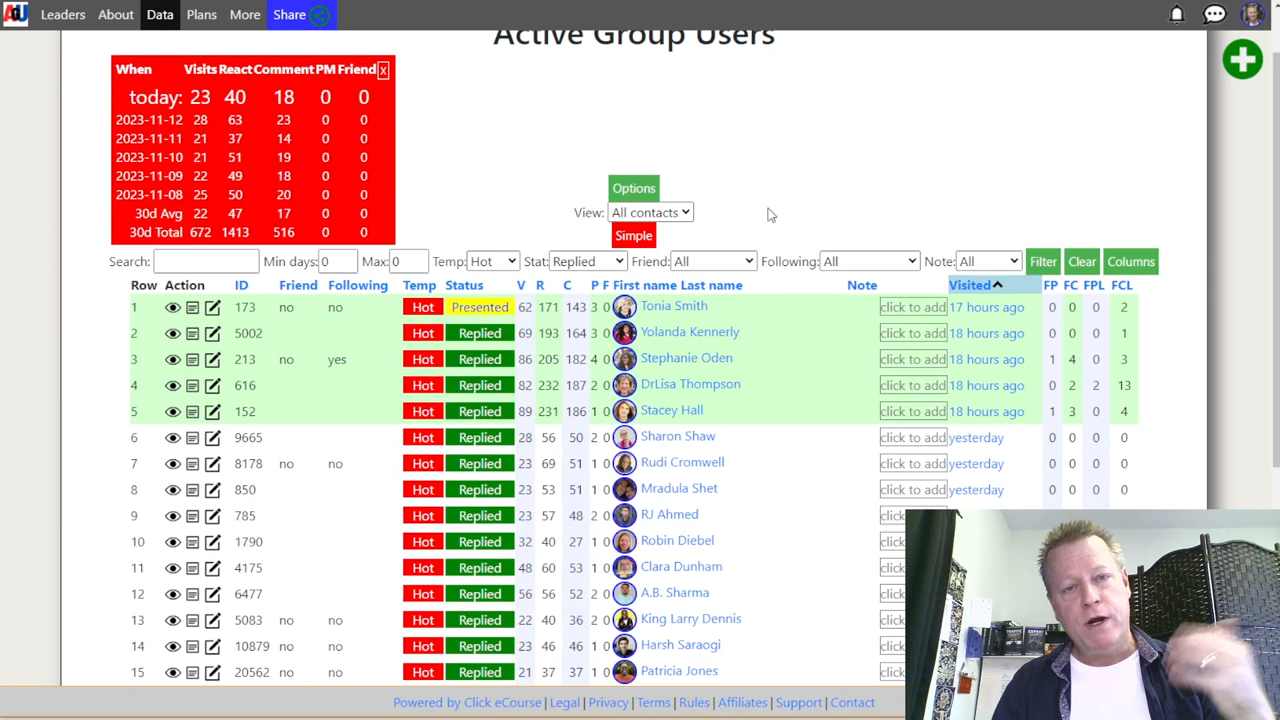 Leaders About Data Plans More Share
Active Group Users
When Visits React Comment PM Friend x
today: 23 40 18 0 0
2023-11-12 28 63 23 0 0
2023-11-11 21 37 14 0 0
2023-11-10 21 51 19 0 0
2023-11-09 22 49 18 0 0
2023-11-08 25 50 20 0 0
30d Avg 22 47 17 0 0
30d Total 672 1413 516 0 0
Options
View: All contacts
Simple
Search: Min days: 0 Max: 0 Temp: Hot Stat: Replied Friend: All Following: All Note: All Filter Clear Columns
Row Action ID Friend Following Temp Status V R C P F First name Last name Note Visited FP FC FPL FCL
1 173 no no Hot Presented 62 171 143 3 0 Tonia Smith click to add 17 hours ago 0 0 0 2
2 5002 Hot Replied 69 193 164 3 0 Yolanda Kennerly click to add 18 hours ago 0 0 0 1
3 213 no yes Hot Replied 86 205 182 4 0 Stephanie Oden click to add 18 hours ago 1 4 0 3
4 616 Hot Replied 82 232 187 2 0 DrLisa Thompson click to add 18 hours ago 0 2 2 13
5 152 Hot Replied 89 231 186 1 0 Stacey Hall click to add 18 hours ago 1 3 0 4
6 9665 Hot Replied 28 56 50 2 0 Sharon Shaw click to add yesterday 0 0 0 0
7 8178 no no Hot Replied 23 69 51 1 0 Rudi Cromwell click to add yesterday 0 0 0 0
8 850 Hot Replied 23 53 51 1 0 Mradula Shet click to add yesterday 0 0 0 0
9 785 Hot Replied 23 57 48 2 0 RJ Ahmed click
10 1790 Hot Replied 32 40 27 1 0 Robin Diebel click
11 4175 Hot Replied 48 60 53 1 0 Clara Dunham click
12 6477 Hot Replied 56 56 52 2 0 A.B. Sharma click
13 5083 no no Hot Replied 22 40 36 2 0 King Larry Dennis click
14 10879 no no Hot Replied 23 46 46 1 0 Harsh Saraogi click
15 20562 no no Hot Replied 21 37 37 1 0 Patricia Jones click
Powered by Click eCourse | Legal | Privacy | Terms | Rules | Affiliates | Support | Contact
TRAFFIC EXPERT